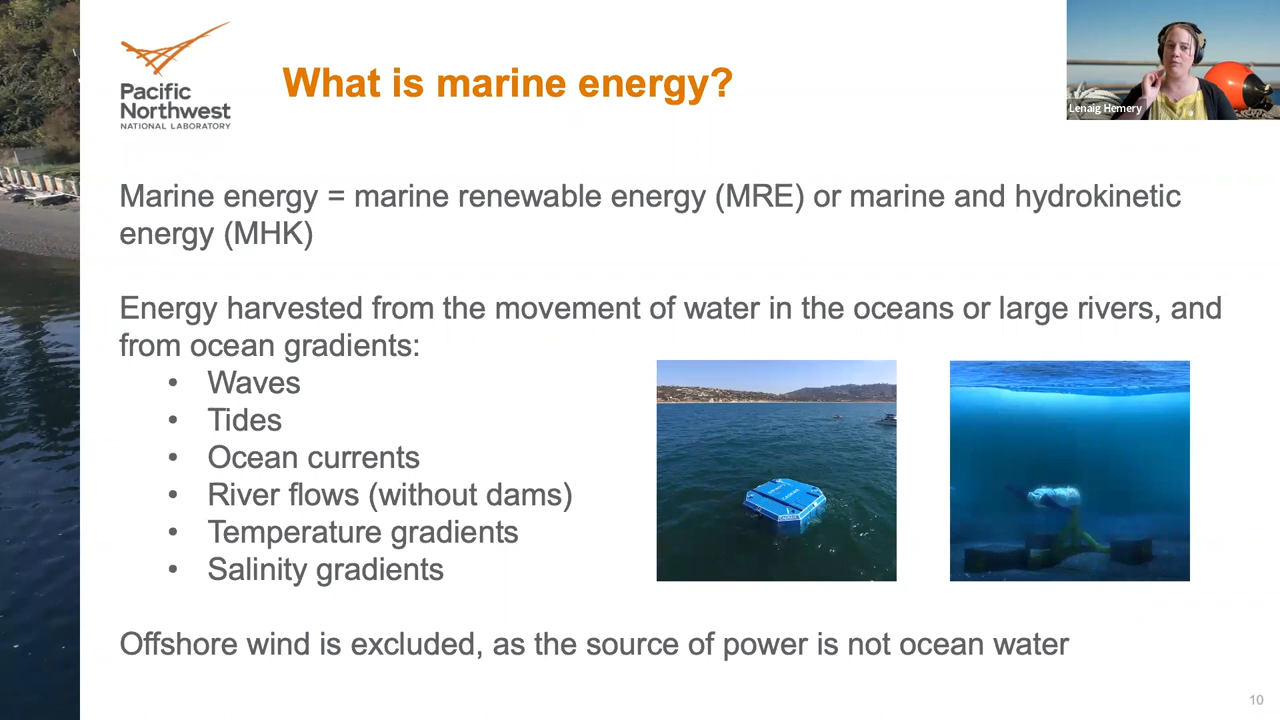 Pacific
Northwest
NATIONAL LABORATORY
What is marine energy?
Lenaig Hemery
Marine energy = marine renewable energy (MRE) or marine and hydrokinetic
energy (MHK)
Energy harvested from the movement of water in the oceans or large rivers, and
from ocean gradients:
• Waves
• Tides
• Ocean currents
• River flows (without dams)
• Temperature gradients
• Salinity gradients
Offshore wind is excluded, as the source of power is not ocean water
10